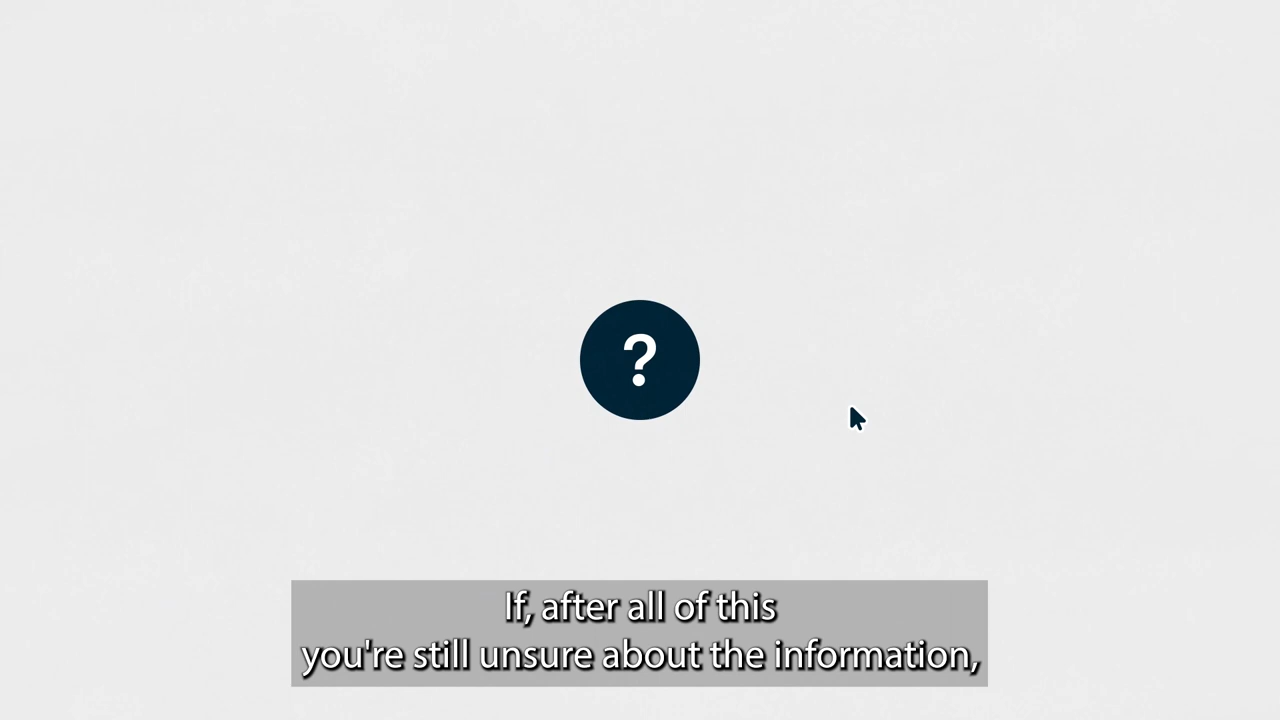 ?
If, after all of this
you're still unsure about the information,